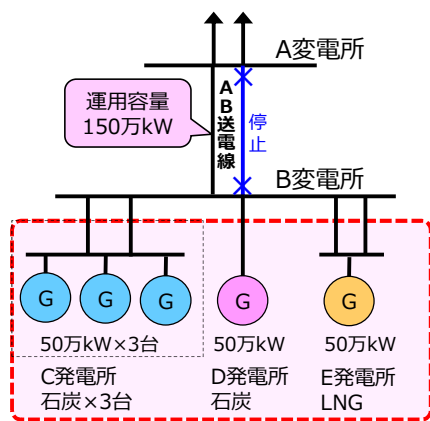 A変電所
運用容量
150万kW
AB送電線
停止
B変電所
G G G G G
50万kW×3台 50万kW 50万kW
C発電所 D発電所 E発電所
石炭×3台 石炭 LNG